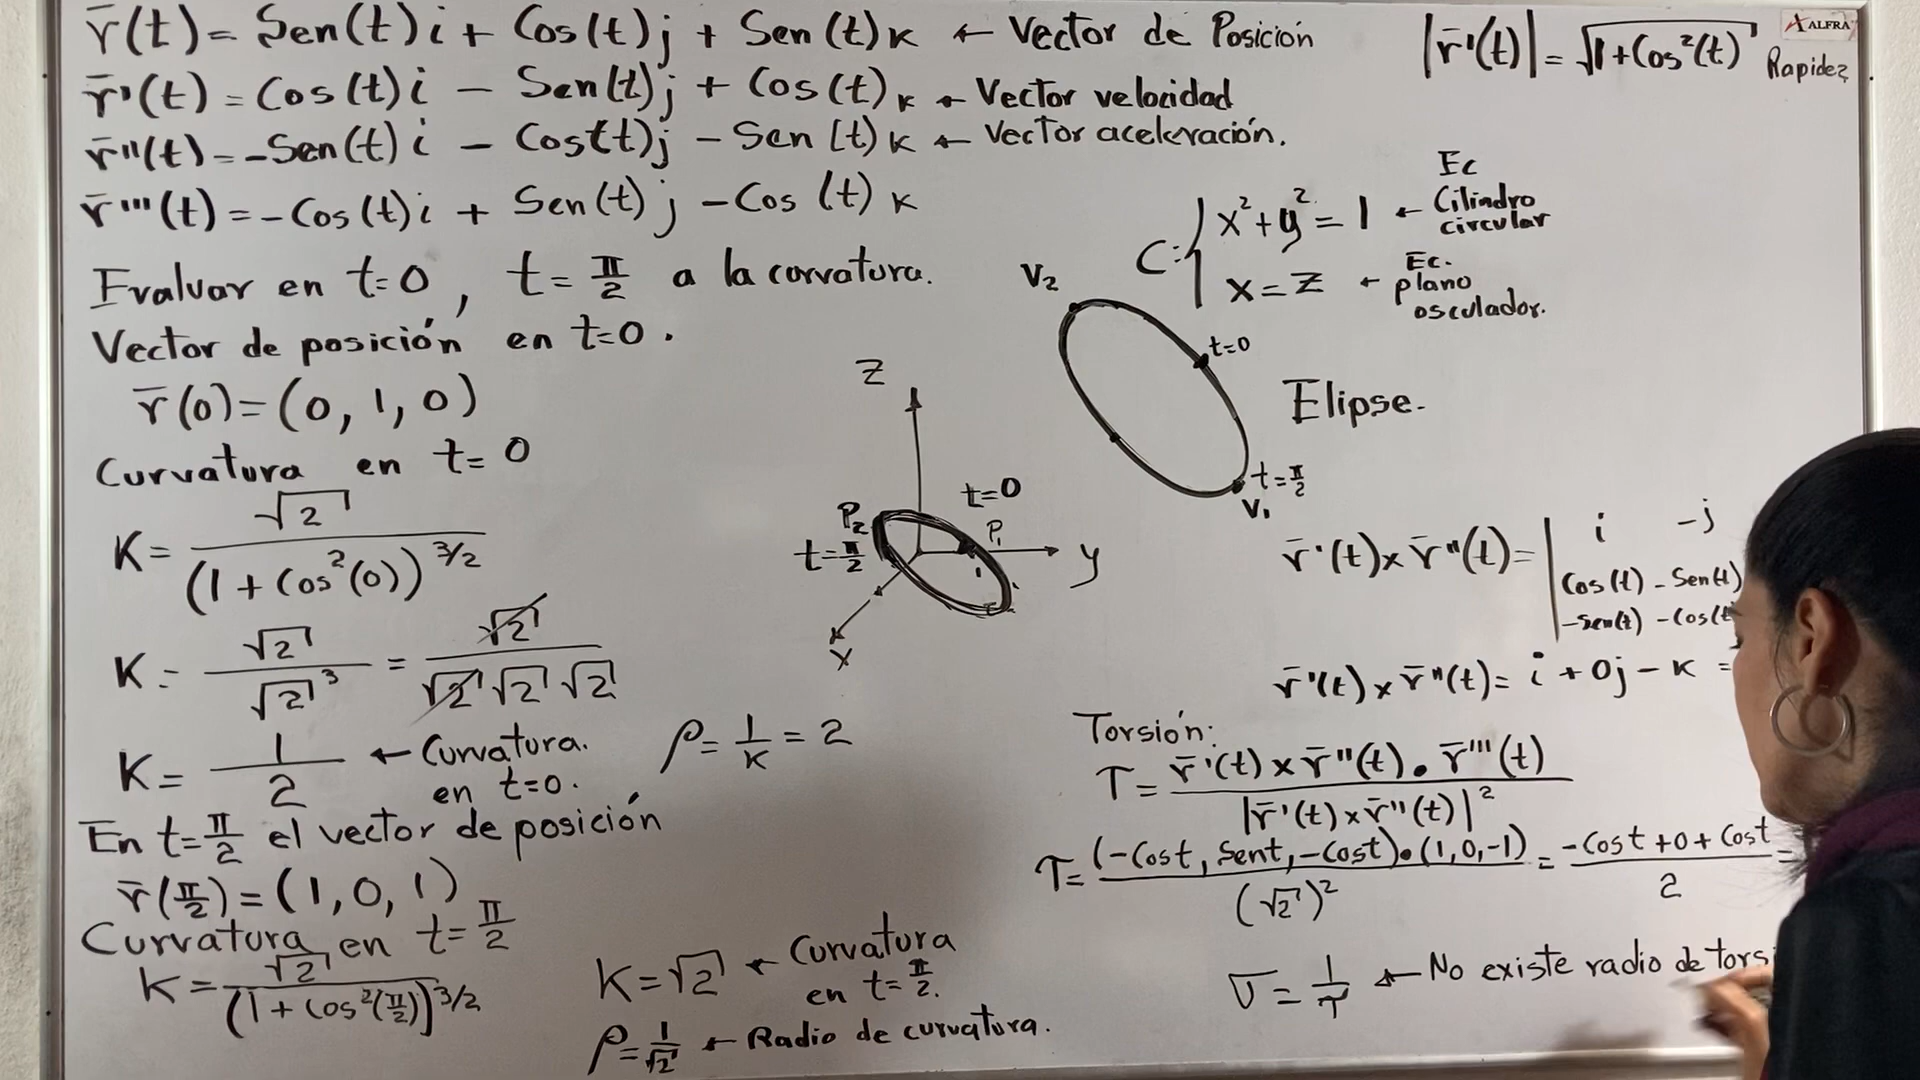 r̄(t) = Sen(t)i + Cos(t)j + Sen(t)k ← Vector de Posición
|r̄'(t)| = √(1+Cos²(t)) Rapidez
ALFRA
r̄'(t) = Cos(t)i - Sen(t)j + Cos(t)k ← Vector velocidad
r̄''(t) = -Sen(t)i - Cos(t)j - Sen(t)k ← Vector aceleración.
r̄'''(t) = -Cos(t)i + Sen(t)j - Cos(t)k
Evaluar en t=0, t=π/2 a la corvatura.
Vector de posición en t=0.
r̄(0)=(0,1,0)
Curvatura en t=0
K = √2/(1+Cos²(0))^3/2
K = √2/√2³ = √2/√2√2√2
K = 1/2 ← Curvatura.
en t=0.
ρ = 1/K = 2
En t=π/2 el vector de posición
r̄(π/2)=(1,0,1)
Curvatura en t=π/2
K = √2/(1+Cos²(π/2))^3/2
K=√2 ← Curvatura
en t=π/2.
ρ=1/√2 ← Radio de curvatura.
Z
P₂
t=π/2
t=0
P₁
1
y
X
C: { x²+y²=1 ← Ec
Cilindro
circular
x=z ← Ec.
plano
osculador.
V₂
t=0
Elipse.
t=π/2
V₁
r̄'(t)×r̄''(t)= | i -j
Cos(t) -Sen(t)
-Sen(t) -Cos(t
r̄'(t)×r̄''(t)= i + 0j - k =
Torsión:
T = r̄'(t)×r̄''(t)•r̄'''(t)/|r̄'(t)×r̄''(t)|²
T = (-Cost, Sent, -Cost)•(1,0,-1)/(√2)² = -Cost+0+Cost/2 =
σ = 1/T ← No existe radio de torsi